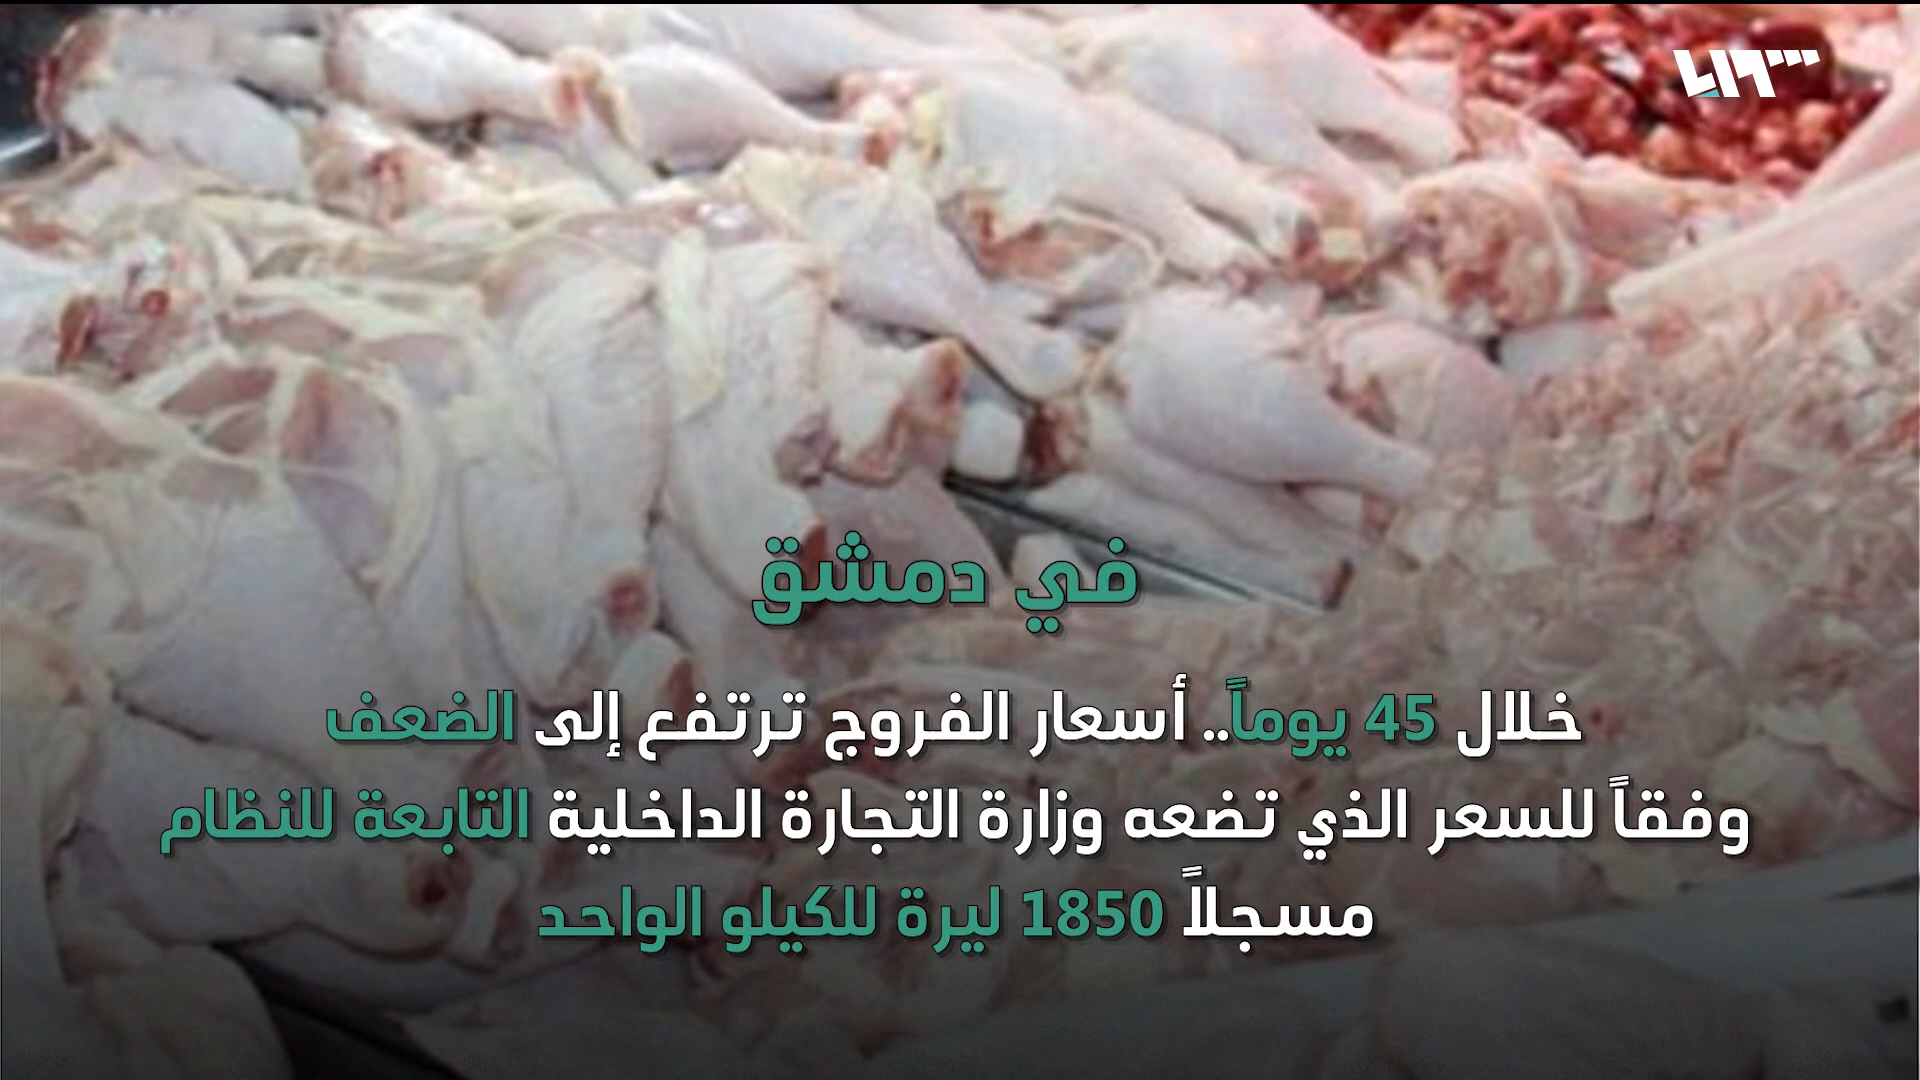 في دمشق
خلال 45 يوماً.. أسعار الفروج ترتفع إلى الضعف
وفقاً للسعر الذي تضعه وزارة التجارة الداخلية التابعة للنظام
مسجلاً 1850 ليرة للكيلو الواحد